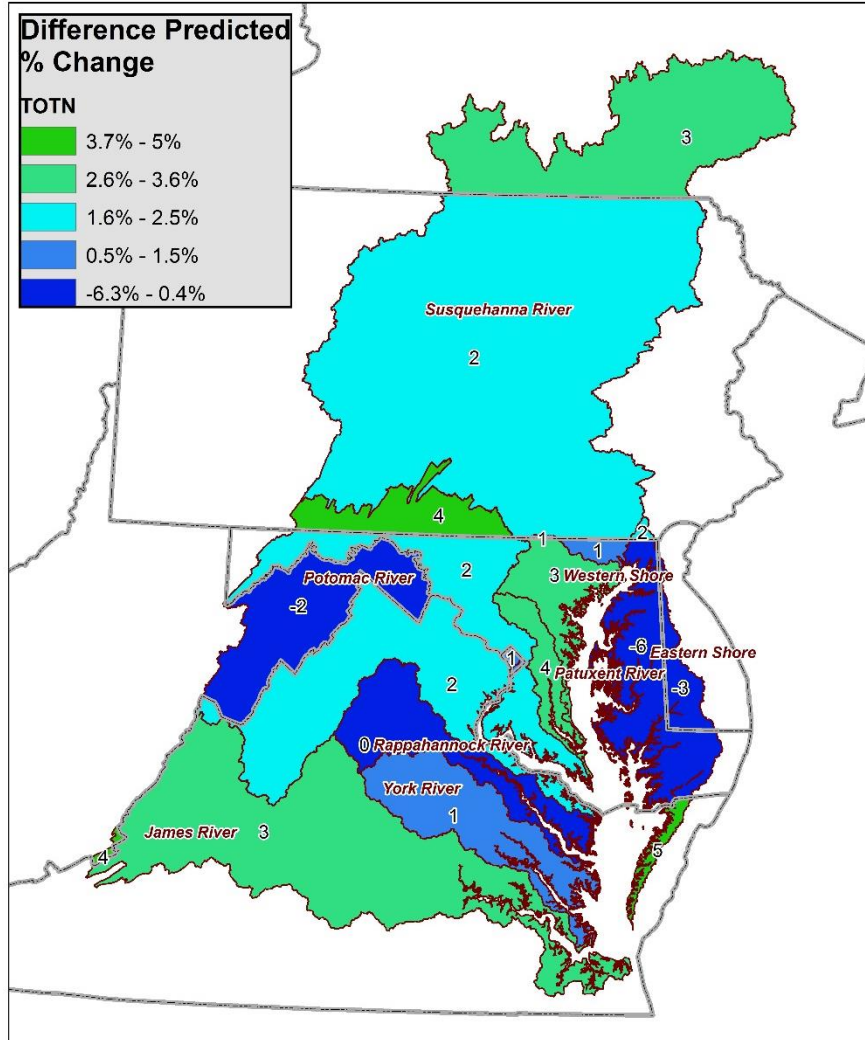 Difference Predicted
% Change
TOTN
3.7% - 5%
2.6% - 3.6%
1.6% - 2.5%
0.5% - 1.5%
-6.3% - 0.4%
3
Susquehanna River
2
4
1
1
2
Potomac River
2
3
Western Shore
-2
1
4
-6
Eastern Shore
Patuxent River
2
-3
0
Rappahannock River
York River
1
James River
3
5
4